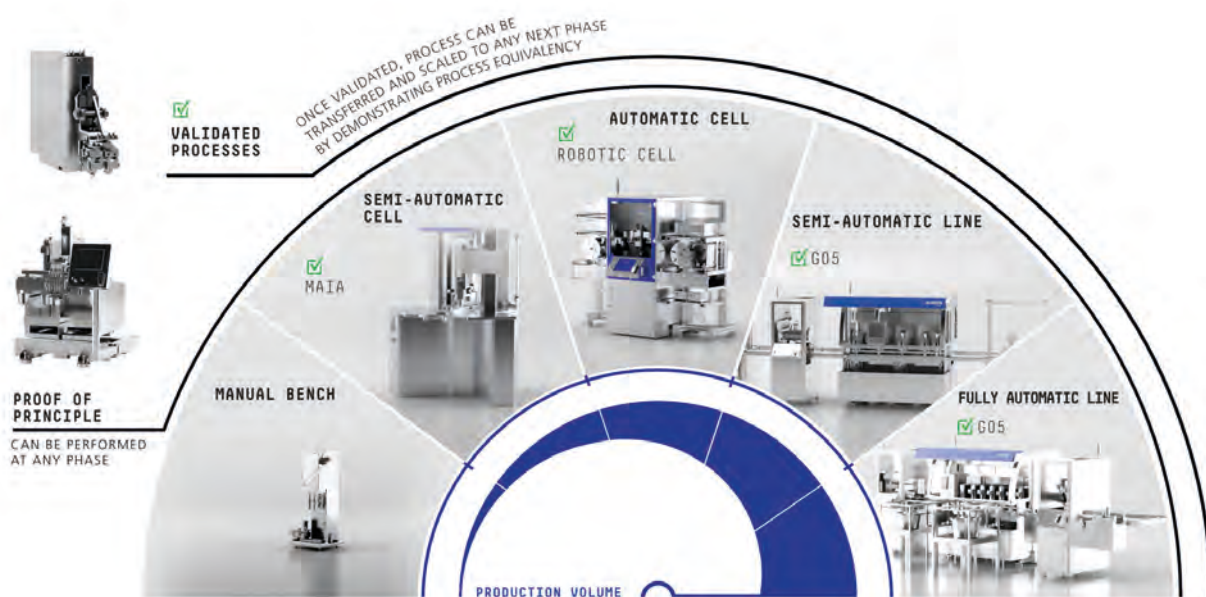 ONCE VALIDATED, PROCESS CAN BE
TRANSFERRED AND SCALED TO ANY NEXT PHASE
BY DEMONSTRATING PROCESS EQUIVALENCY
VALIDATED
PROCESSES
PROOF OF
PRINCIPLE
CAN BE PERFORMED
AT ANY PHASE
MANUAL BENCH
SEMI-AUTOMATIC
CELL
MAIA
AUTOMATIC CELL
ROBOTIC CELL
SEMI-AUTOMATIC LINE
G05
FULLY AUTOMATIC LINE
G05
PRODUCTION VOLUME